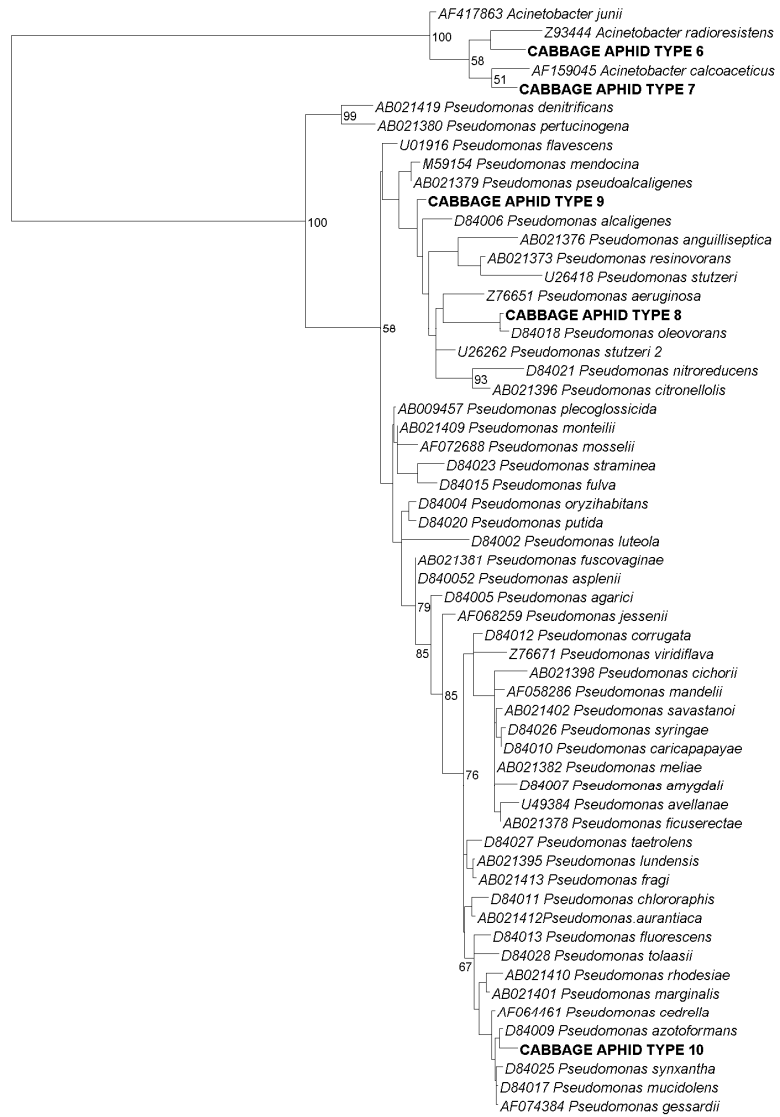 AF417863 Acinetobacter junii
Z93444 Acinetobacter radioresistens
100
CABBAGE APHID TYPE 6
58
AF159045 Acinetobacter calcoaceticus
51
CABBAGE APHID TYPE 7
AB021419 Pseudomonas denitrificans
99
AB021380 Pseudomonas pertucinogena
U01916 Pseudomonas flavescens
M59154 Pseudomonas mendocina
AB021379 Pseudomonas pseudoalcaligenes
CABBAGE APHID TYPE 9
D84006 Pseudomonas alcaligenes
100
AB021376 Pseudomonas anguilliseptica
AB021373 Pseudomonas resinovorans
U26418 Pseudomonas stutzeri
Z76651 Pseudomonas aeruginosa
CABBAGE APHID TYPE 8
58
D84018 Pseudomonas oleovorans
U26262 Pseudomonas stutzeri 2
D84021 Pseudomonas nitroreducens
93
AB021396 Pseudomonas citronellolis
AB009457 Pseudomonas plecoglossicida
AB021409 Pseudomonas monteilii
AF072688 Pseudomonas mosselii
D84023 Pseudomonas straminea
D84015 Pseudomonas fulva
D84004 Pseudomonas oryzihabitans
D84020 Pseudomonas putida
D84002 Pseudomonas luteola
AB021381 Pseudomonas fuscovaginae
D840052 Pseudomonas asplenii
D84005 Pseudomonas agarici
79
AF068259 Pseudomonas jessenii
D84012 Pseudomonas corrugata
85
Z76671 Pseudomonas viridiflava
AB021398 Pseudomonas cichorii
AF058286 Pseudomonas mandelii
85
AB021402 Pseudomonas savastanoi
D84026 Pseudomonas syringae
D84010 Pseudomonas caricapapayae
AB021382 Pseudomonas meliae
76
D84007 Pseudomonas amygdali
U49384 Pseudomonas avellanae
AB021378 Pseudomonas ficuserectae
D84027 Pseudomonas taetrolens
AB021395 Pseudomonas lundensis
AB021413 Pseudomonas fragi
D84011 Pseudomonas chlororaphis
AB021412Pseudomonas.aurantiaca
D84013 Pseudomonas fluorescens
D84028 Pseudomonas tolaasii
67
AB021410 Pseudomonas rhodesiae
AB021401 Pseudomonas marginalis
AF064461 Pseudomonas cedrella
D84009 Pseudomonas azotoformans
CABBAGE APHID TYPE 10
D84025 Pseudomonas synxantha
D84017 Pseudomonas mucidolens
AF074384 Pseudomonas gessardii